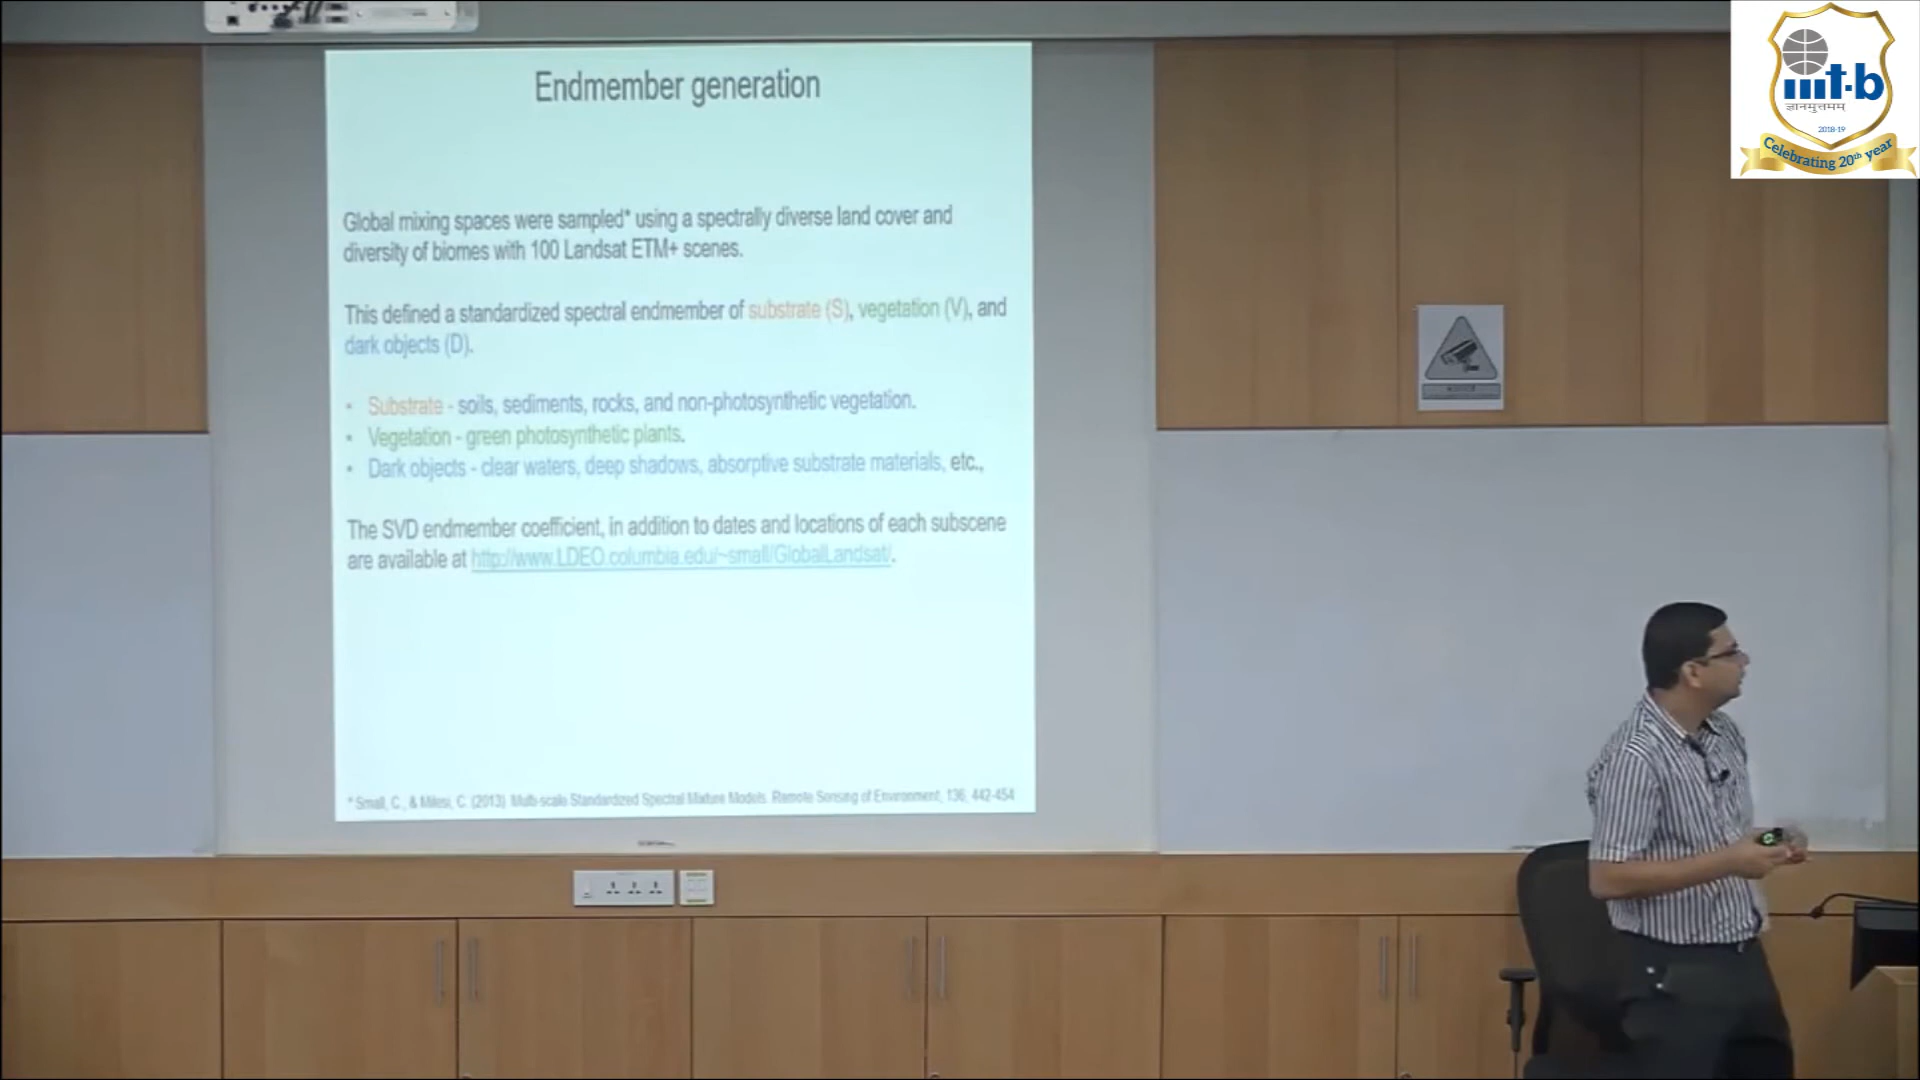 Endmember generation
Global mixing spaces were sampled* using a spectrally diverse land cover and
diversity of biomes with 100 Landsat ETM+ scenes.
This defined a standardized spectral endmember of substrate (S), vegetation (V), and
dark objects (D).
• Substrate - soils, sediments, rocks, and non-photosynthetic vegetation.
• Vegetation - green photosynthetic plants.
• Dark objects - clear waters, deep shadows, absorptive substrate materials, etc.,
The SVD endmember coefficient, in addition to dates and locations of each subscene
are available at http://www.LDEO.columbia.edu/~small/GlobalLandsat/.
* Small, C., & Milesi, C. (2013). Multi-scale Standardized Spectral Mixture Models. Remote Sensing of Environment, 136, 442-454
iiit-b
ज्ञानमुत्तमम्
2018-19
Celebrating 20th year